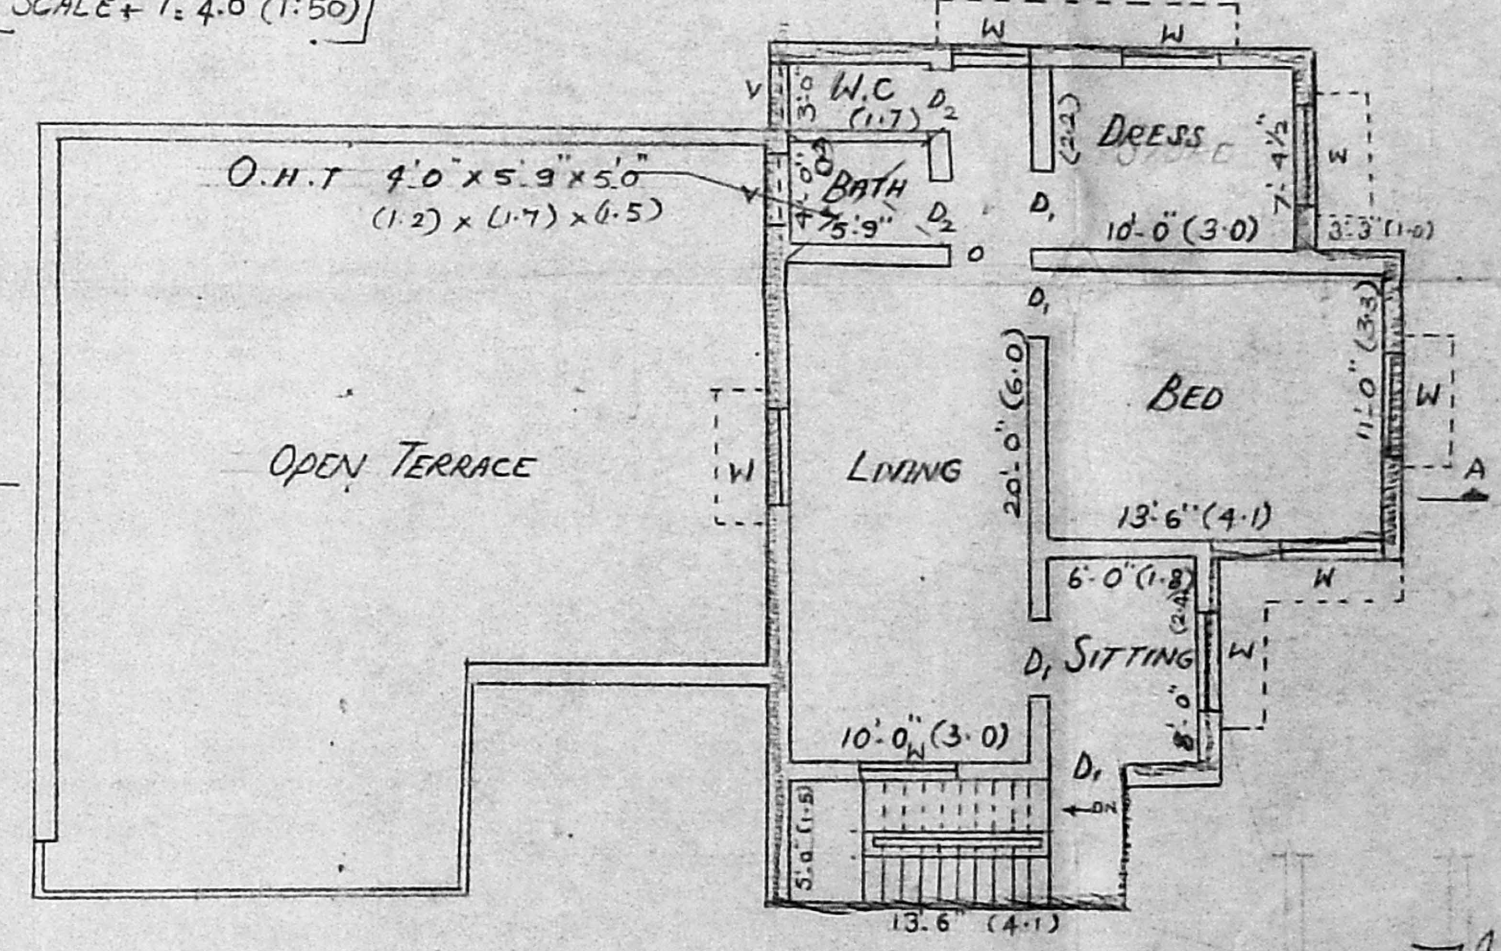 SCALE : 1"= 4.0 (1:50)
W
W
V
3'-0"
W.C
(1.7)
D2
(2.2)
DRESS
7'-4½"
W
O.H.T 4'0" x 5'9" x 5'0"
(1.2) x (1.7) x (1.5)
V
4'-0"
BATH
5'9"
D2
D1
10'-0" (3.0)
3'-3" (1.0)
O
D1
20'-0" (6.0)
BED
11'-0" (3.3)
W
OPEN TERRACE
W
LIVING
A
13'-6" (4.1)
W
6'-0" (1.8)
(2.4)
D1
SITTING
W
8'-0"
10'-0" (3.0)
W
D1
5'-0" (1.5)
DN
13'-6" (4.1)